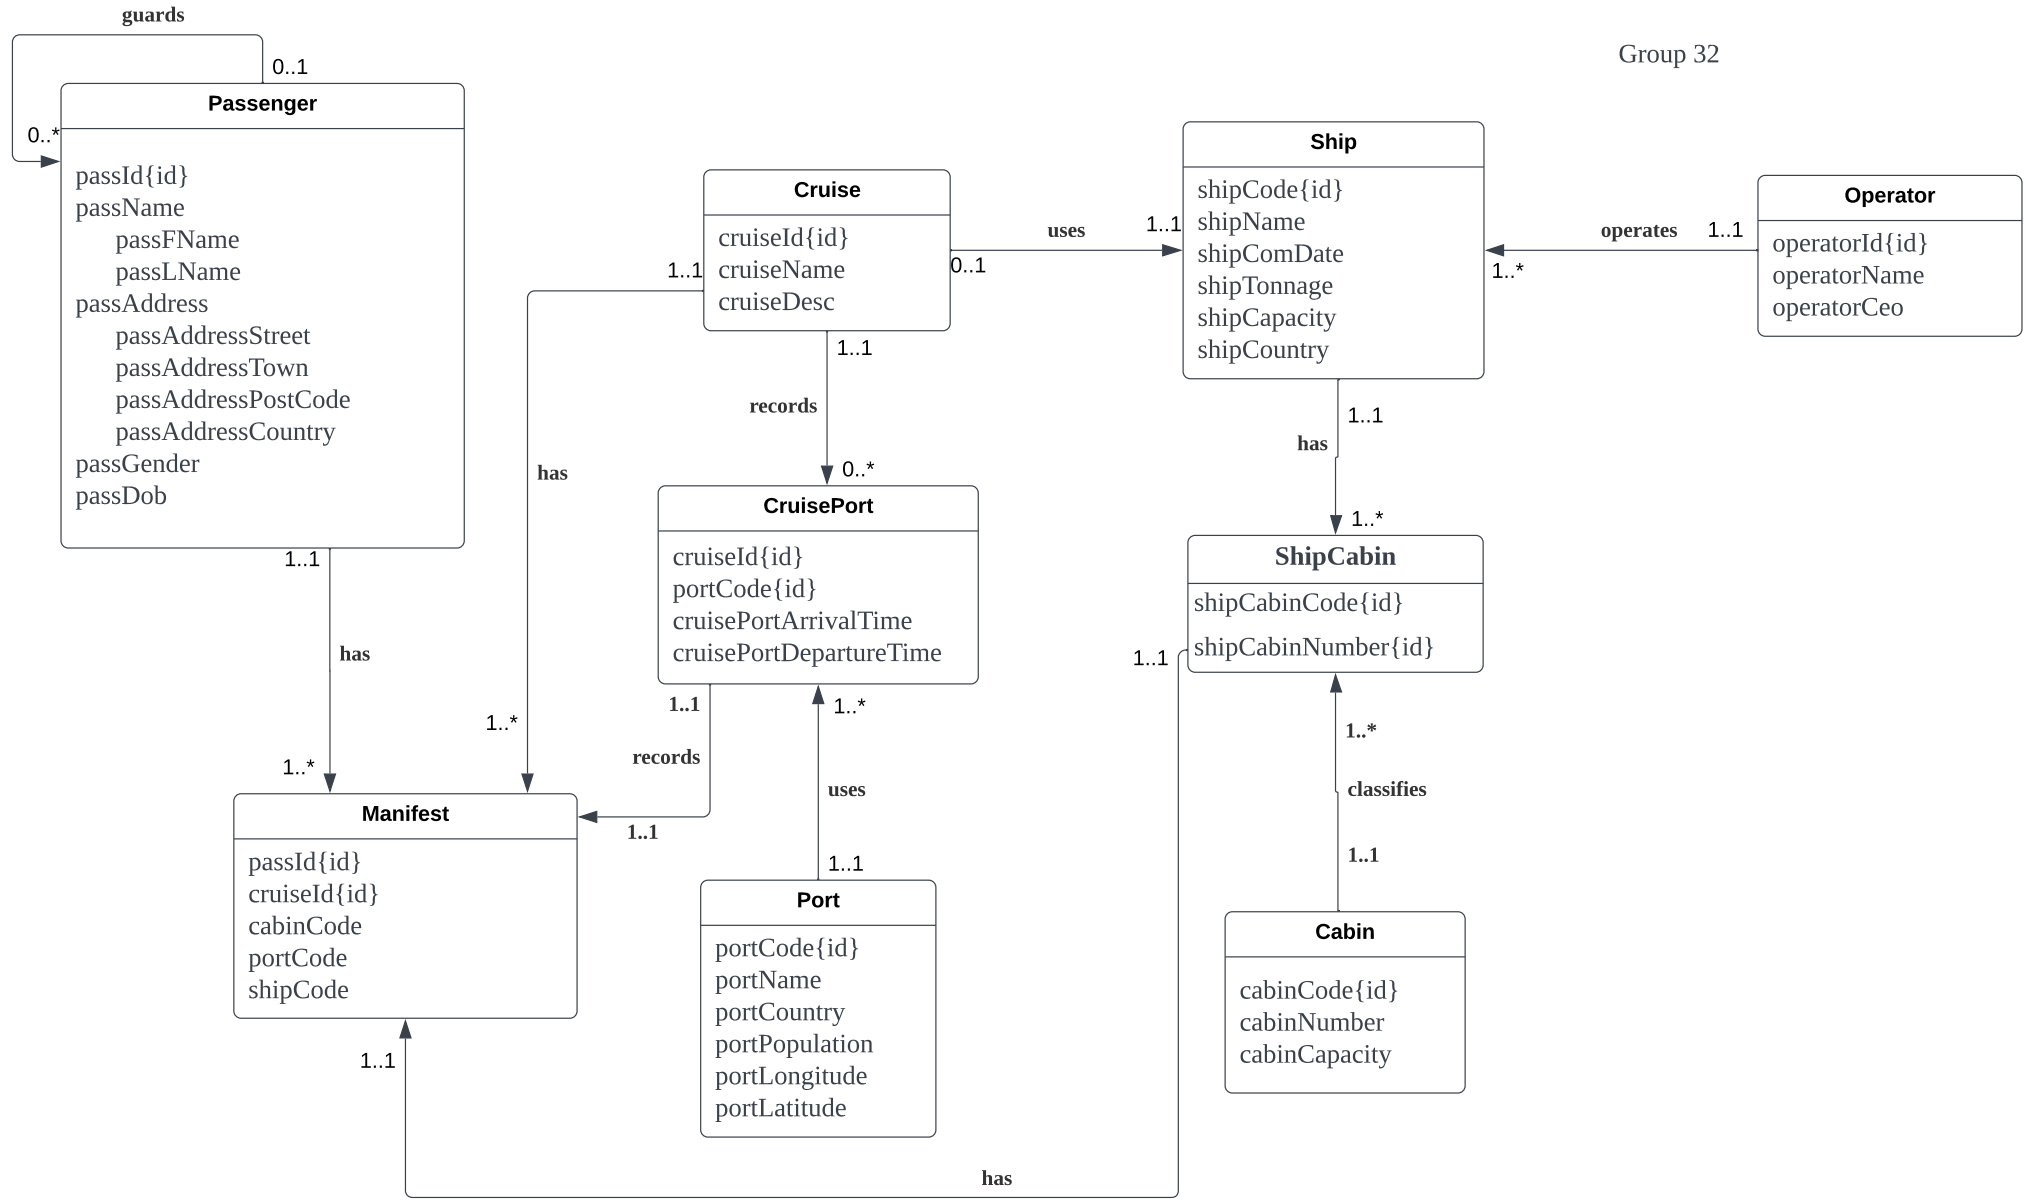 guards
0..1
0..*
Passenger
passId{id}
passName
passFName
passLName
passAddress
passAddressStreet
passAddressTown
passAddressPostCode
passAddressCountry
passGender
passDob
1..1
has
1..*
Group 32
Cruise
cruiseId{id}
cruiseName
cruiseDesc
1..1
has
1..*
uses
0..1
1..1
1..1
records
0..*
Ship
shipCode{id}
shipName
shipComDate
shipTonnage
shipCapacity
shipCountry
operates
1..1
1..*
Operator
operatorId{id}
operatorName
operatorCeo
1..1
has
1..*
CruisePort
cruiseId{id}
portCode{id}
cruisePortArrivalTime
cruisePortDepartureTime
1..1
records
1..1
1..*
uses
1..1
ShipCabin
shipCabinCode{id}
shipCabinNumber{id}
1..1
1..*
classifies
1..1
Manifest
passId{id}
cruiseId{id}
cabinCode
portCode
shipCode
1..1
Port
portCode{id}
portName
portCountry
portPopulation
portLongitude
portLatitude
Cabin
cabinCode{id}
cabinNumber
cabinCapacity
has